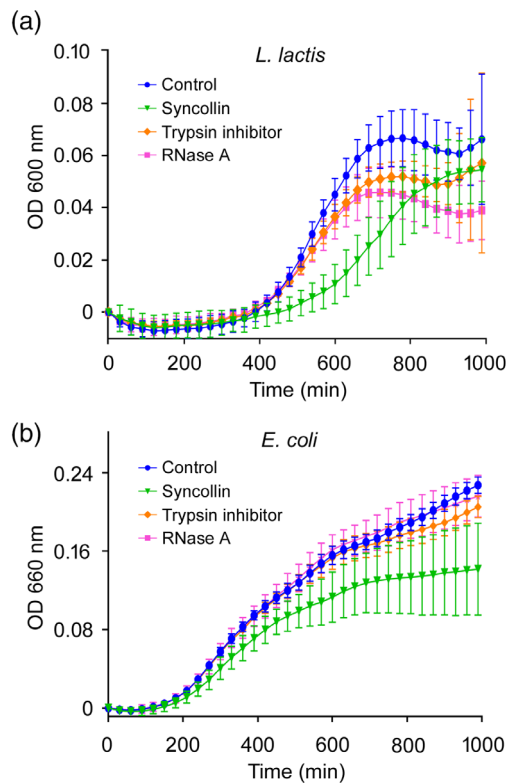 (a)
L. lactis
Control
Syncollin
Trypsin inhibitor
RNase A
OD 600 nm
0.10
0.08
0.06
0.04
0.02
0
0 200 400 600 800 1000
Time (min)
(b)
E. coli
Control
Syncollin
Trypsin inhibitor
RNase A
OD 660 nm
0.24
0.16
0.08
0
0 200 400 600 800 1000
Time (min)